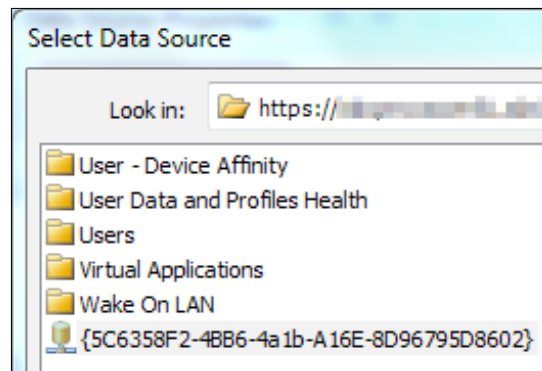 Select Data Source
Look in: https://
User - Device Affinity
User Data and Profiles Health
Users
Virtual Applications
Wake On LAN
{5C6358F2-4BB6-4a1b-A16E-8D96795D8602}